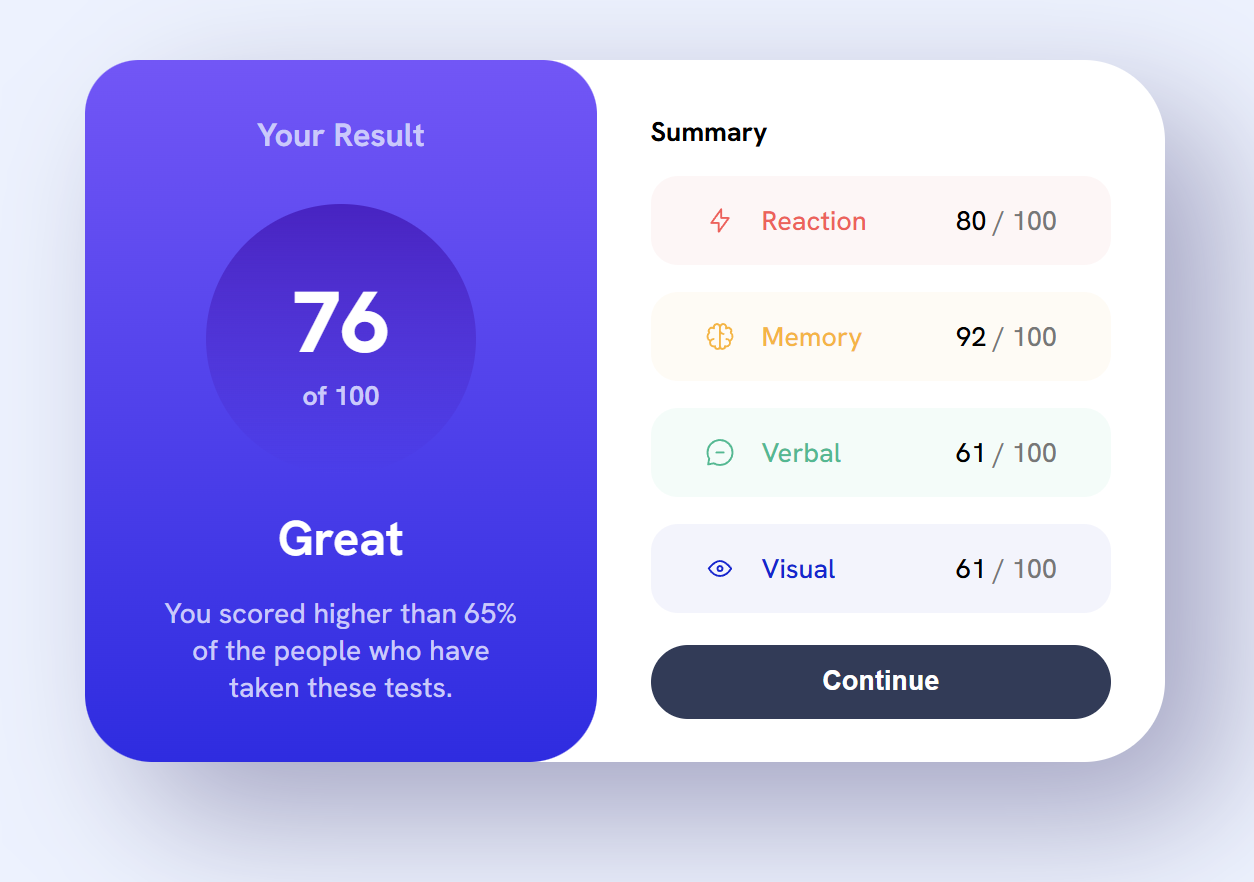 Your Result
76
of 100
Great
You scored higher than 65%
of the people who have
taken these tests.
Summary
Reaction 80 / 100
Memory 92 / 100
Verbal 61 / 100
Visual 61 / 100
Continue